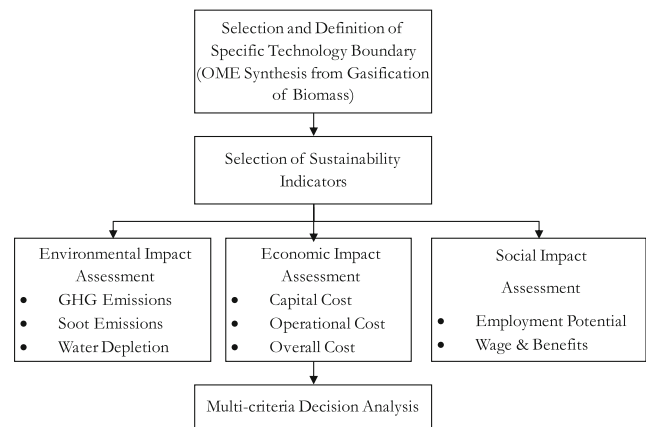 Selection and Definition of
Specific Technology Boundary
(OME Synthesis from Gasification
of Biomass)
Selection of Sustainability
Indicators
Environmental Impact
Assessment
• GHG Emissions
• Soot Emissions
• Water Depletion
Economic Impact
Assessment
• Capital Cost
• Operational Cost
• Overall Cost
Social Impact
Assessment
• Employment Potential
• Wage & Benefits
Multi-criteria Decision Analysis